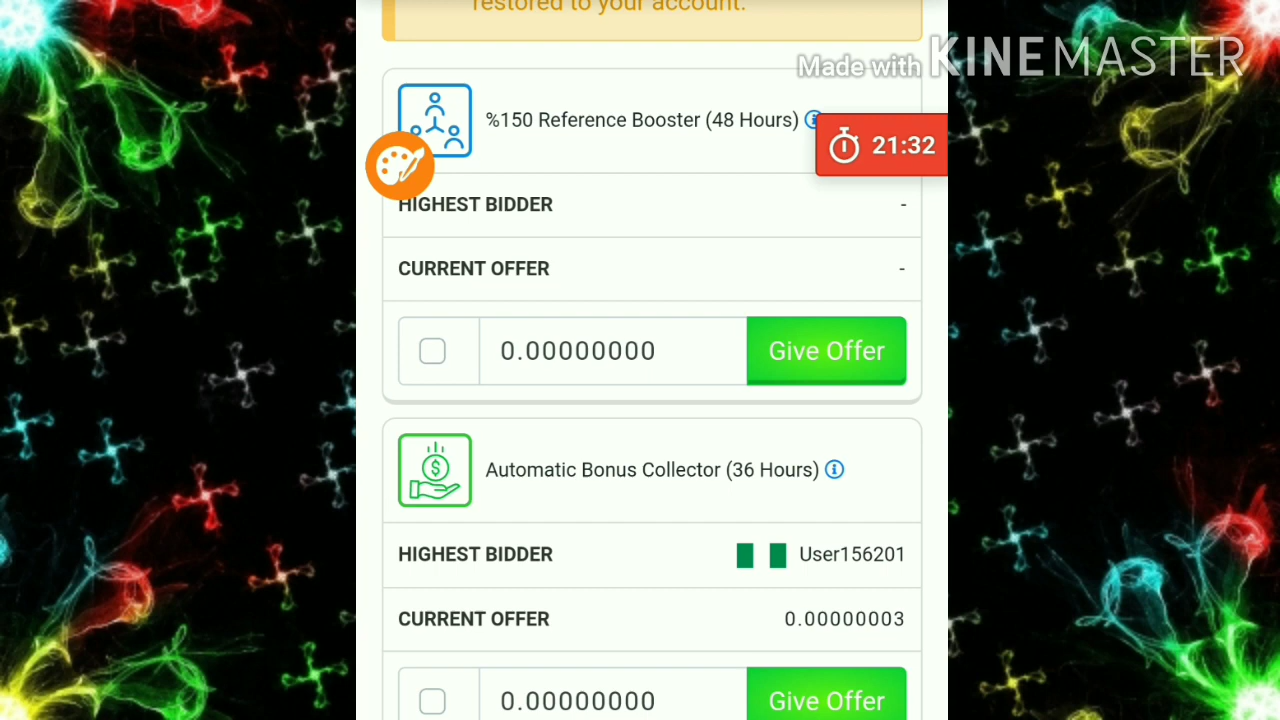 restored to your account.
Made with KINEMASTER
%150 Reference Booster (48 Hours)
21:32
HIGHEST BIDDER -
CURRENT OFFER -
0.00000000 Give Offer
Automatic Bonus Collector (36 Hours)
HIGHEST BIDDER User156201
CURRENT OFFER 0.00000003
0.00000000 Give Offer